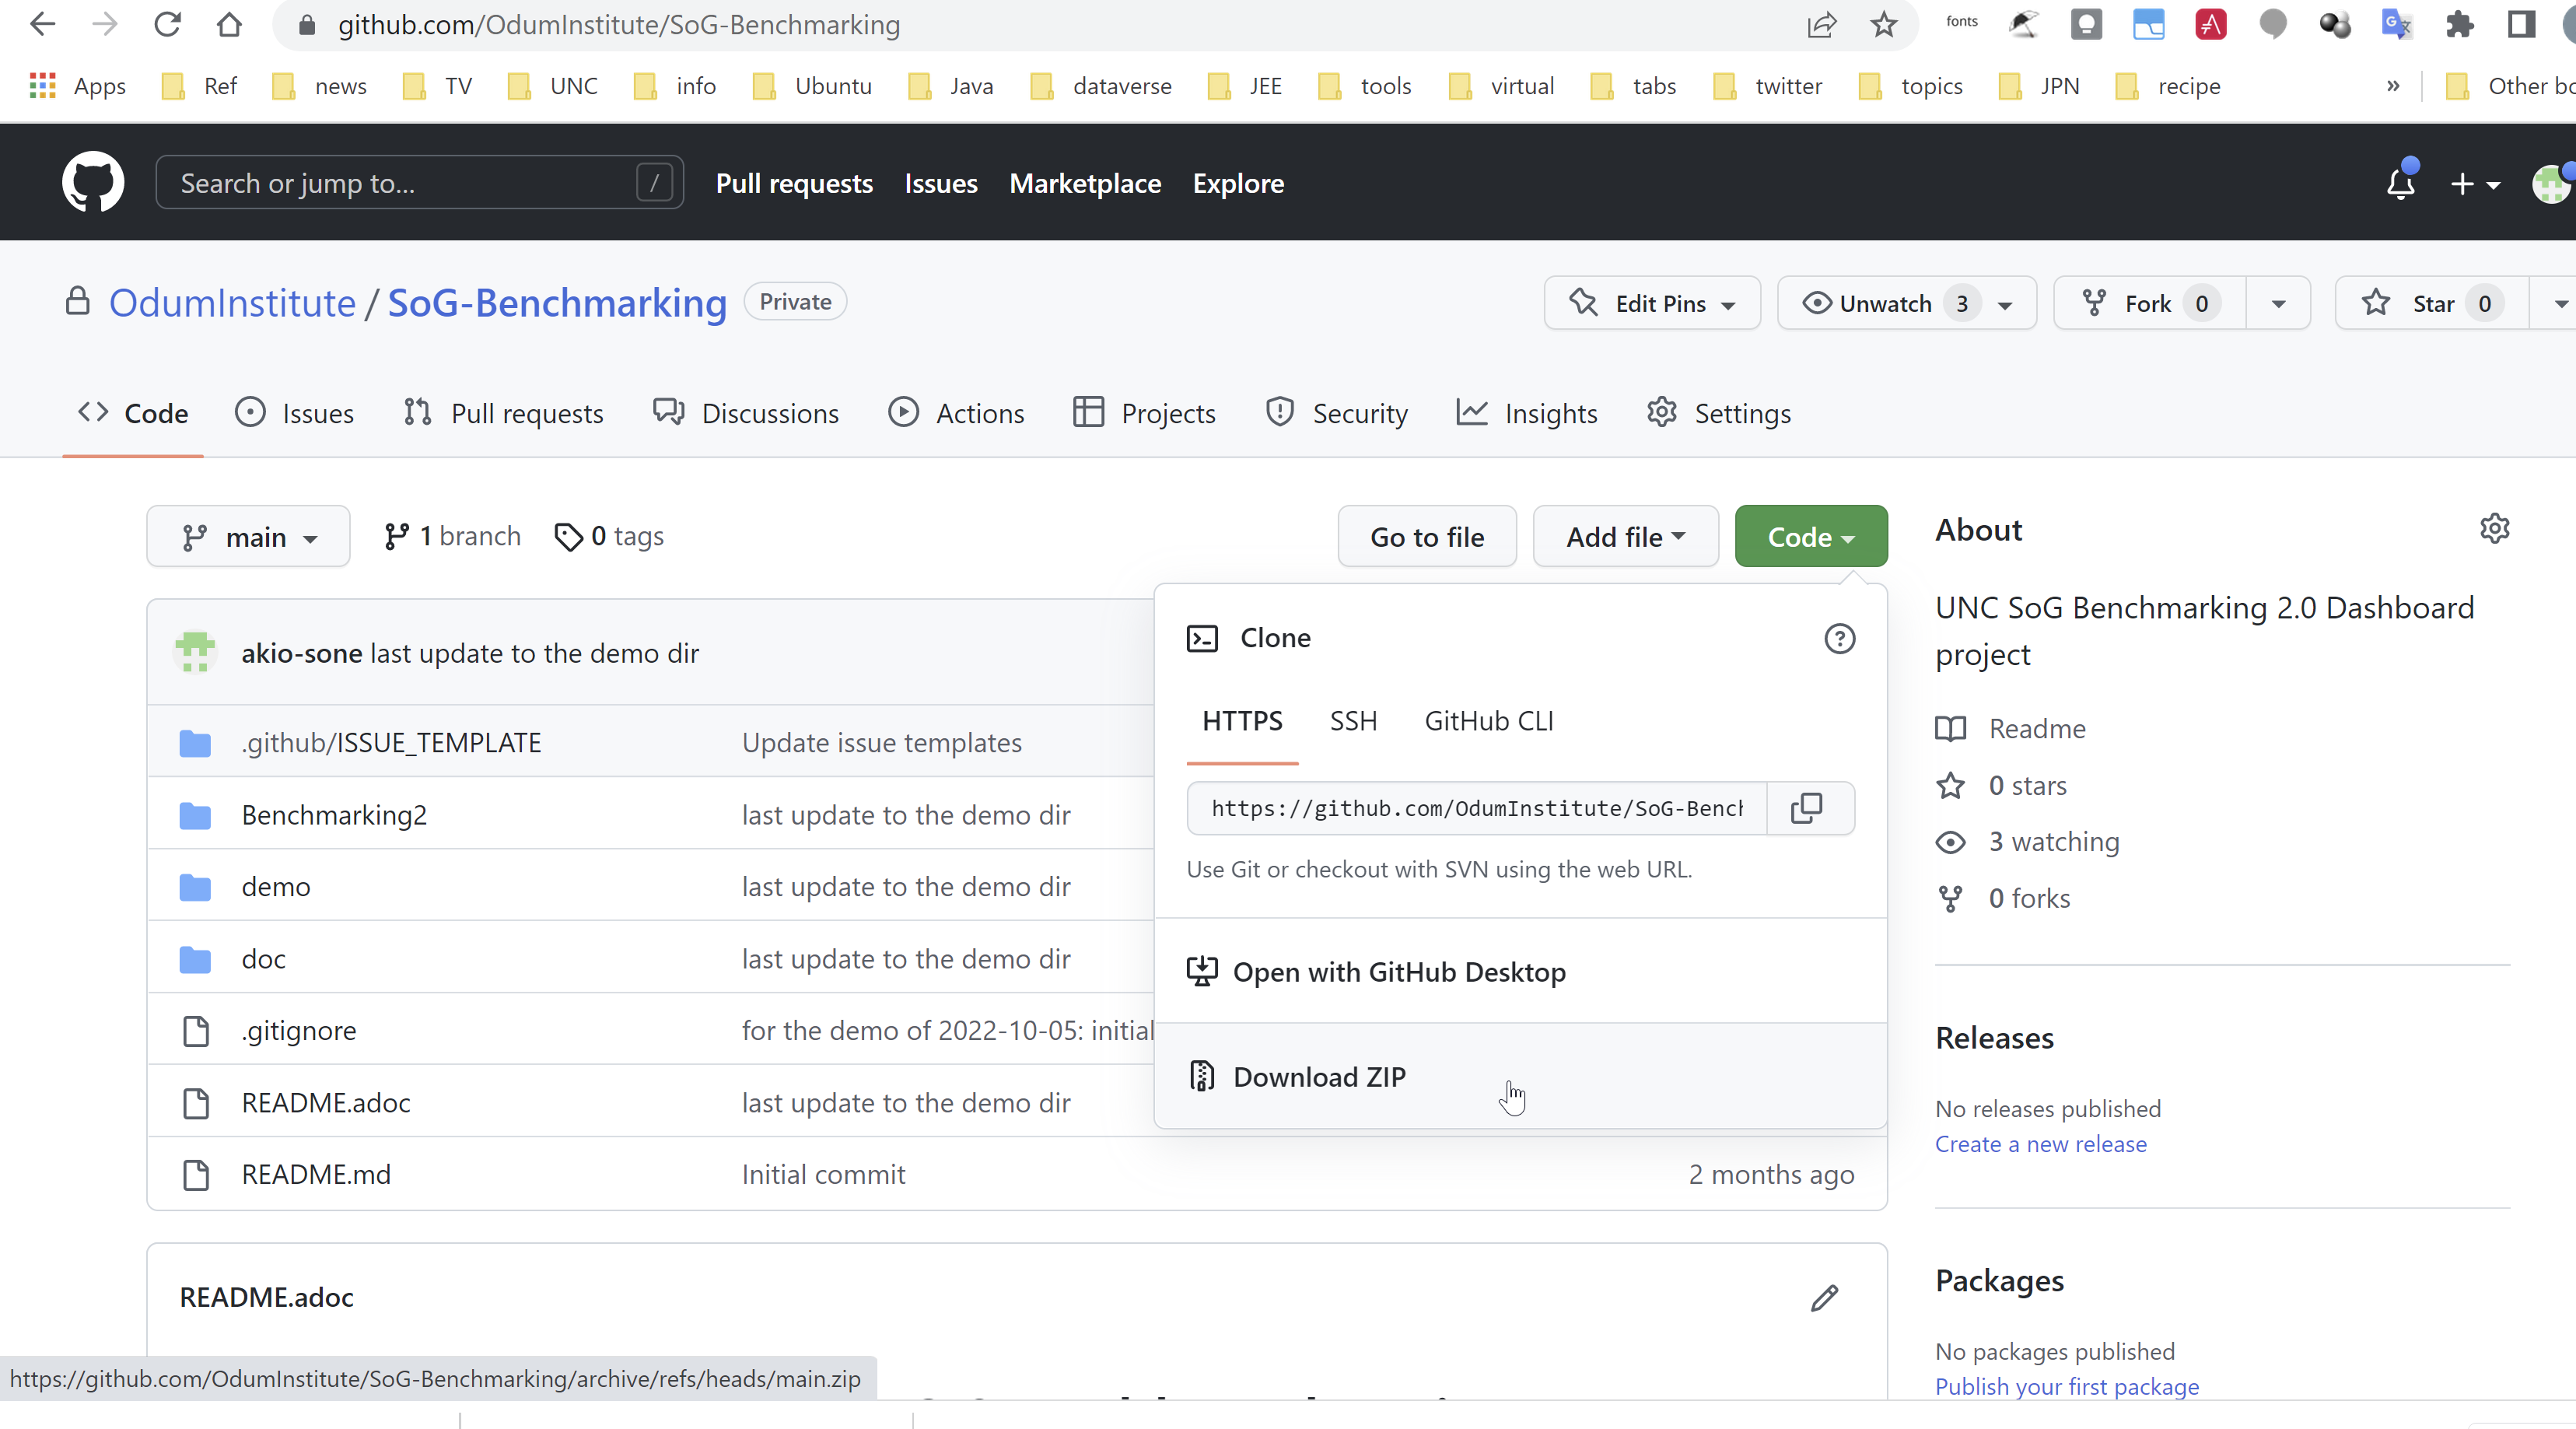 github.com/OdumInstitute/SoG-Benchmarking
fonts
Apps Ref news TV UNC info Ubuntu Java dataverse JEE tools virtual tabs twitter topics JPN recipe » Other bo
Search or jump to... / Pull requests Issues Marketplace Explore
OdumInstitute / SoG-Benchmarking Private
Edit Pins Unwatch 3 Fork 0 Star 0
Code Issues Pull requests Discussions Actions Projects Security Insights Settings
main 1 branch 0 tags Go to file Add file Code
akio-sone last update to the demo dir
.github/ISSUE_TEMPLATE Update issue templates
Benchmarking2 last update to the demo dir
demo last update to the demo dir
doc last update to the demo dir
.gitignore for the demo of 2022-10-05: initial
README.adoc last update to the demo dir
README.md Initial commit 2 months ago
Clone
HTTPS SSH GitHub CLI
https://github.com/OdumInstitute/SoG-Bench
Use Git or checkout with SVN using the web URL.
Open with GitHub Desktop
Download ZIP
About
UNC SoG Benchmarking 2.0 Dashboard
project
Readme
0 stars
3 watching
0 forks
Releases
No releases published
Create a new release
Packages
No packages published
Publish your first package
README.adoc
https://github.com/OdumInstitute/SoG-Benchmarking/archive/refs/heads/main.zip